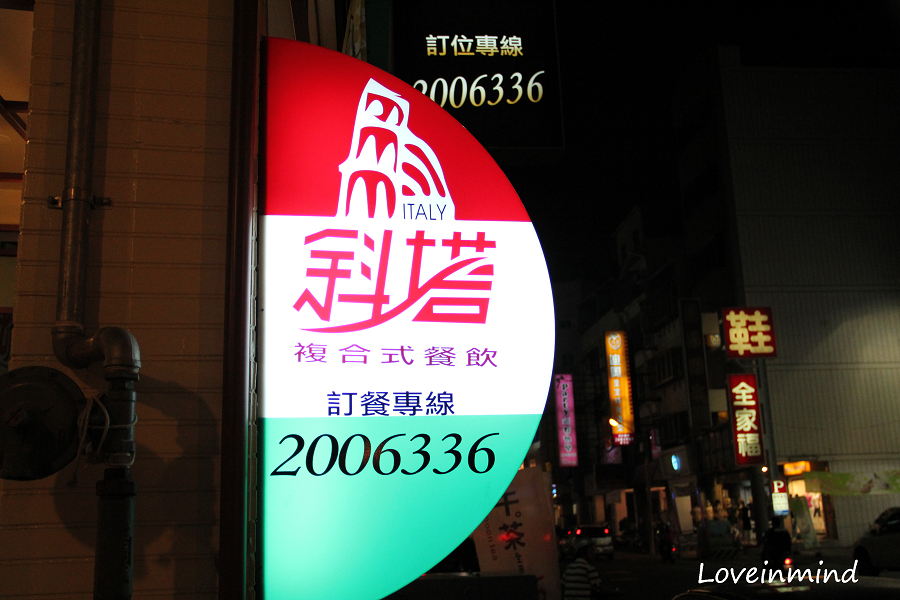 訂位專線
2006336
ITALY
斜塔
複合式餐飲
訂餐專線
2006336
鞋
全家福
P
茶
Loveinmind